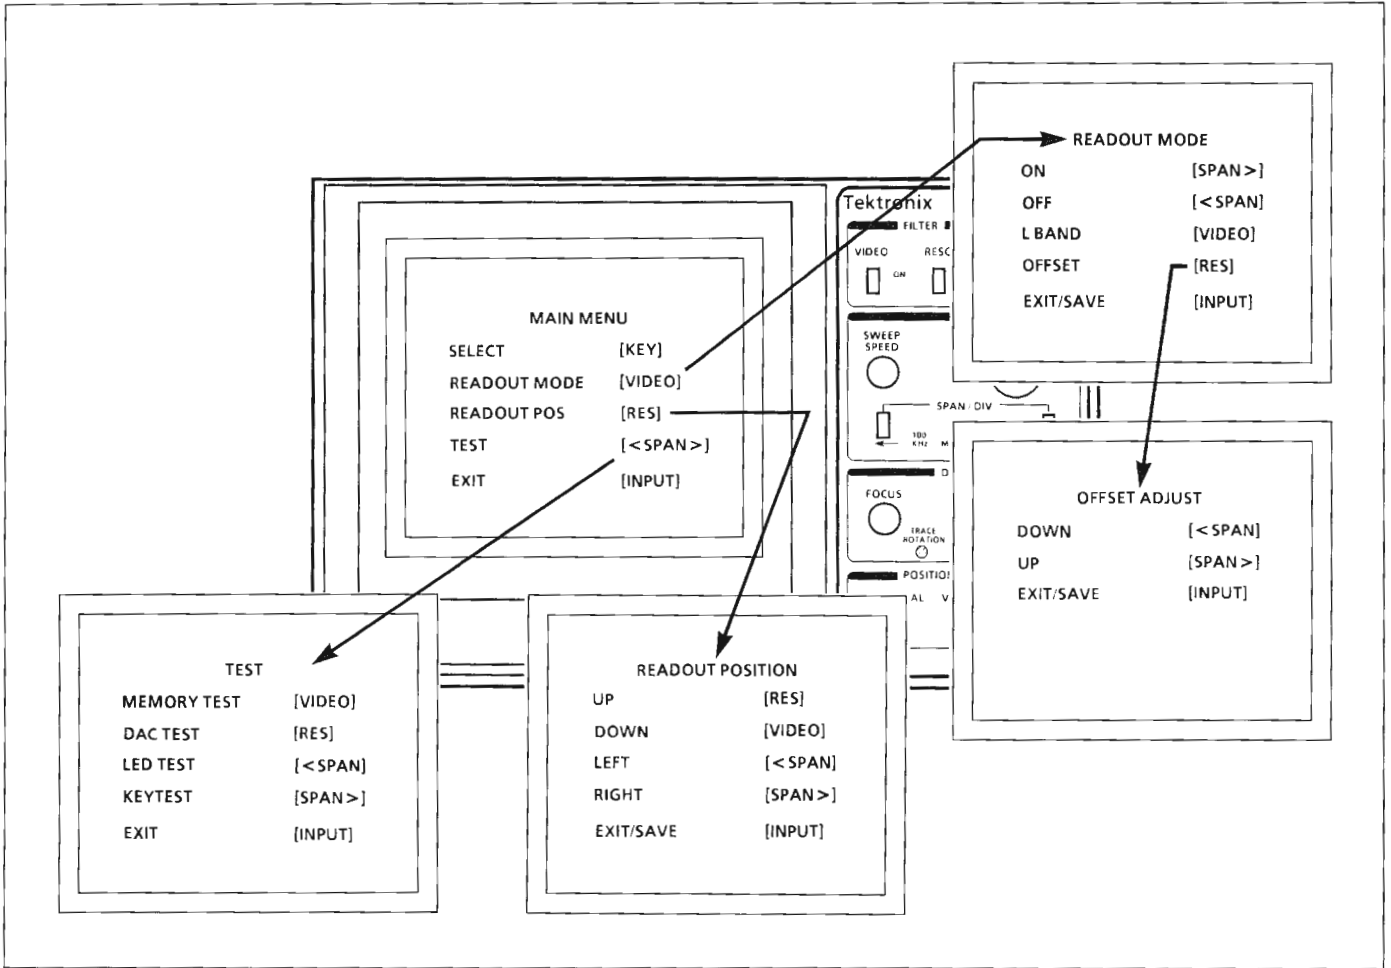 READOUT MODE
ON [SPAN>]
OFF [<SPAN]
L BAND [VIDEO]
OFFSET [RES]
EXIT/SAVE [INPUT]
Tektronix
FILTER
VIDEO RESO
ON
SWEEP
SPEED
SPAN/DIV
100
KHz M
D
FOCUS
TRACE
ROTATION
POSITIO
AL V
MAIN MENU
SELECT [KEY]
READOUT MODE [VIDEO]
READOUT POS [RES]
TEST [<SPAN>]
EXIT [INPUT]
OFFSET ADJUST
DOWN [<SPAN]
UP [SPAN>]
EXIT/SAVE [INPUT]
TEST
MEMORY TEST [VIDEO]
DAC TEST [RES]
LED TEST [<SPAN]
KEYTEST [SPAN>]
EXIT [INPUT]
READOUT POSITION
UP [RES]
DOWN [VIDEO]
LEFT [<SPAN]
RIGHT [SPAN>]
EXIT/SAVE [INPUT]